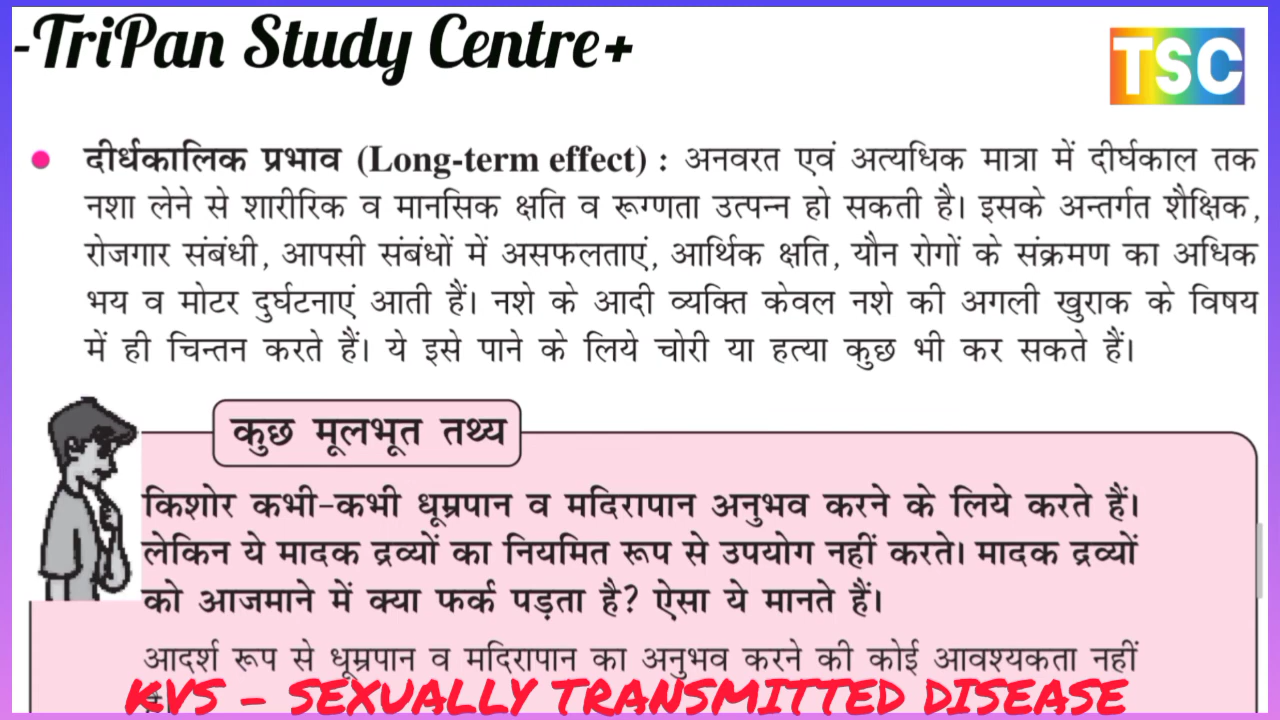 -TriPan Study Centre+
TSC
दीर्धकालिक प्रभाव (Long-term effect) : अनवरत एवं अत्यधिक मात्रा में दीर्घकाल तक
नशा लेने से शारीरिक व मानसिक क्षति व रूग्णता उत्पन्न हो सकती है। इसके अन्तर्गत शैक्षिक,
रोजगार संबंधी, आपसी संबंधों में असफलताएं, आर्थिक क्षति, यौन रोगों के संक्रमण का अधिक
भय व मोटर दुर्घटनाएं आती हैं। नशे के आदी व्यक्ति केवल नशे की अगली खुराक के विषय
में ही चिन्तन करते हैं। ये इसे पाने के लिये चोरी या हत्या कुछ भी कर सकते हैं।
कुछ मूलभूत तथ्य
किशोर कभी-कभी धूम्रपान व मदिरापान अनुभव करने के लिये करते हैं।
लेकिन ये मादक द्रव्यों का नियमित रूप से उपयोग नहीं करते। मादक द्रव्यों
को आजमाने में क्या फर्क पड़ता है? ऐसा ये मानते हैं।
आदर्श रूप से धूम्रपान व मदिरापान का अनुभव करने की कोई आवश्यकता नहीं
KVS - SEXUALLY TRANSMITTED DISEASE